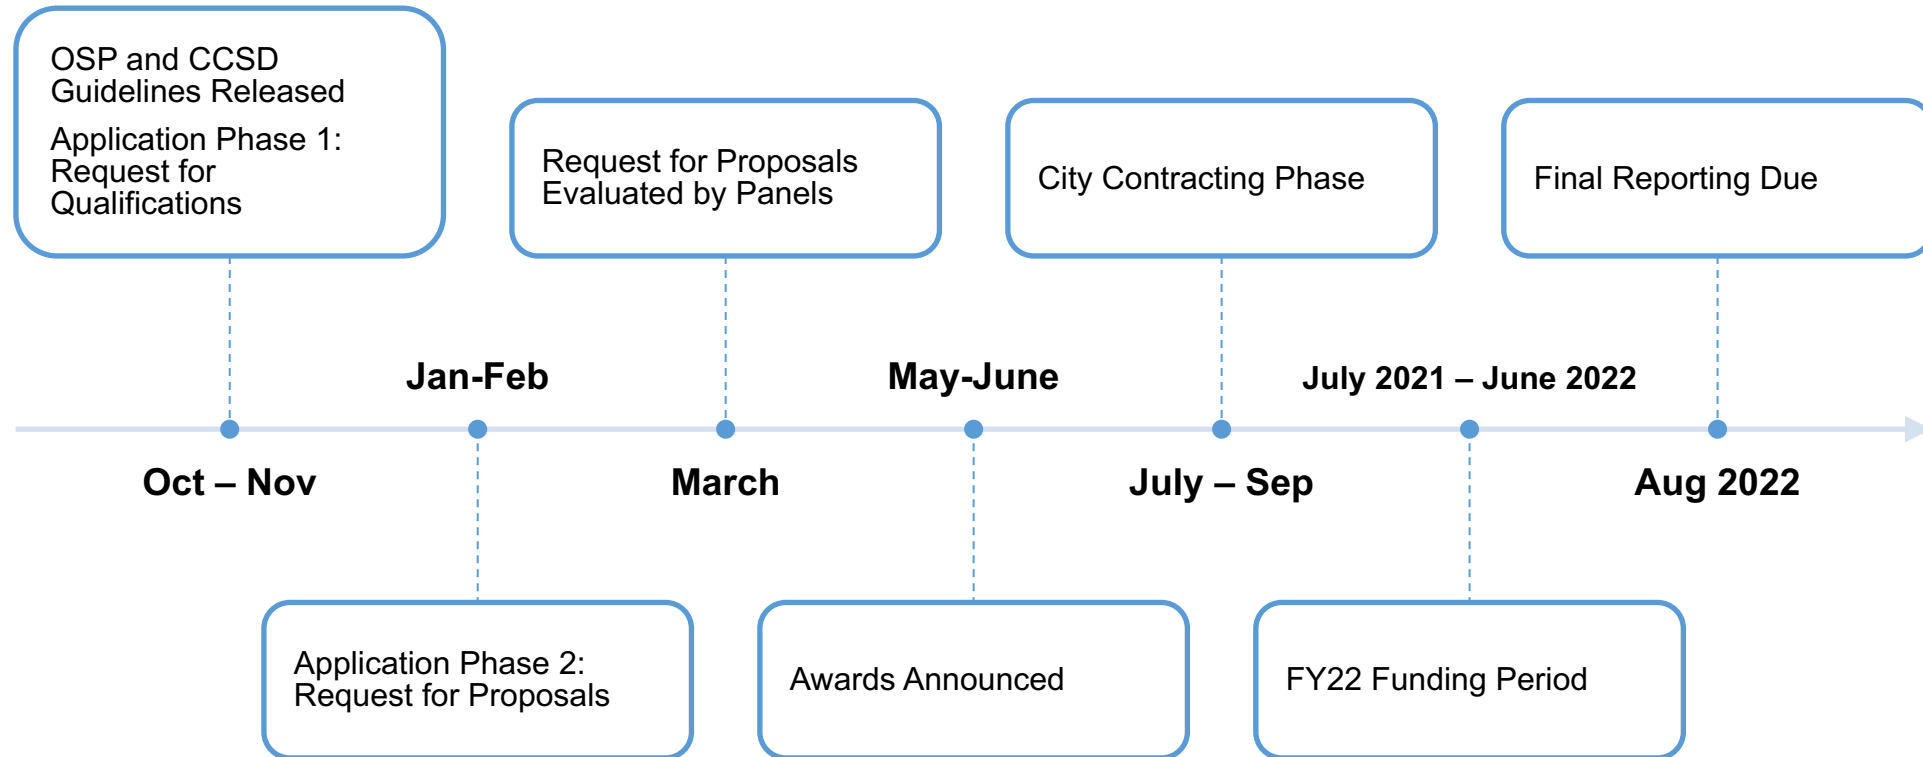 OSP and CCSD
Guidelines Released
Application Phase 1:
Request for
Qualifications
Request for Proposals
Evaluated by Panels
City Contracting Phase
Final Reporting Due
Jan-Feb
May-June
July 2021 – June 2022
Oct – Nov
March
July – Sep
Aug 2022
Application Phase 2:
Request for Proposals
Awards Announced
FY22 Funding Period